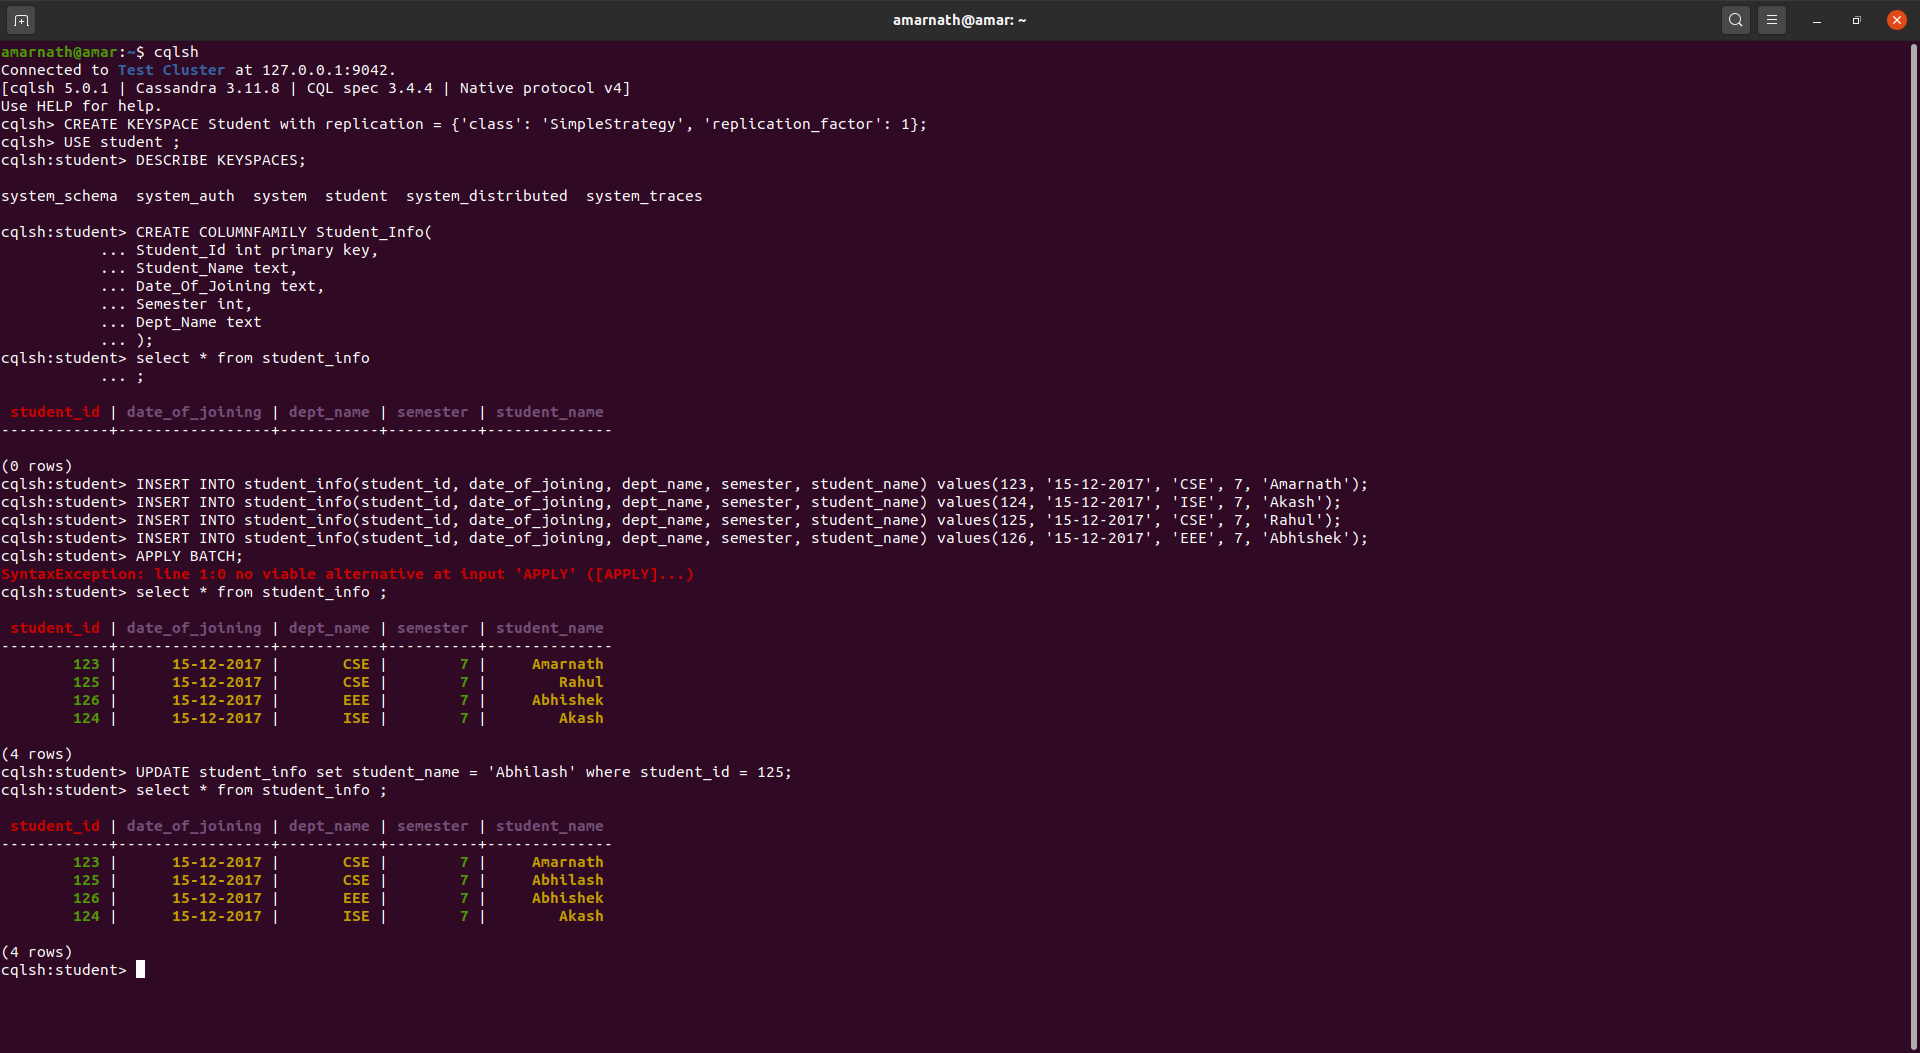 amarnath@amar: ~
amarnath@amar:~$ cqlsh
Connected to Test Cluster at 127.0.0.1:9042.
[cqlsh 5.0.1 | Cassandra 3.11.8 | CQL spec 3.4.4 | Native protocol v4]
Use HELP for help.
cqlsh> CREATE KEYSPACE Student with replication = {'class': 'SimpleStrategy', 'replication_factor': 1};
cqlsh> USE student ;
cqlsh:student> DESCRIBE KEYSPACES;
system_schema  system_auth  system  student  system_distributed  system_traces
cqlsh:student> CREATE COLUMNFAMILY Student_Info(
           ... Student_Id int primary key,
           ... Student_Name text,
           ... Date_Of_Joining text,
           ... Semester int,
           ... Dept_Name text
           ... );
cqlsh:student> select * from student_info
           ... ;
 student_id | date_of_joining | dept_name | semester | student_name
------------+-----------------+-----------+----------+--------------
(0 rows)
cqlsh:student> INSERT INTO student_info(student_id, date_of_joining, dept_name, semester, student_name) values(123, '15-12-2017', 'CSE', 7, 'Amarnath');
cqlsh:student> INSERT INTO student_info(student_id, date_of_joining, dept_name, semester, student_name) values(124, '15-12-2017', 'ISE', 7, 'Akash');
cqlsh:student> INSERT INTO student_info(student_id, date_of_joining, dept_name, semester, student_name) values(125, '15-12-2017', 'CSE', 7, 'Rahul');
cqlsh:student> INSERT INTO student_info(student_id, date_of_joining, dept_name, semester, student_name) values(126, '15-12-2017', 'EEE', 7, 'Abhishek');
cqlsh:student> APPLY BATCH;
SyntaxException: line 1:0 no viable alternative at input 'APPLY' ([APPLY]...)
cqlsh:student> select * from student_info ;
 student_id | date_of_joining | dept_name | semester | student_name
------------+-----------------+-----------+----------+--------------
        123 |      15-12-2017 |       CSE |        7 |     Amarnath
        125 |      15-12-2017 |       CSE |        7 |        Rahul
        126 |      15-12-2017 |       EEE |        7 |     Abhishek
        124 |      15-12-2017 |       ISE |        7 |        Akash
(4 rows)
cqlsh:student> UPDATE student_info set student_name = 'Abhilash' where student_id = 125;
cqlsh:student> select * from student_info ;
 student_id | date_of_joining | dept_name | semester | student_name
------------+-----------------+-----------+----------+--------------
        123 |      15-12-2017 |       CSE |        7 |     Amarnath
        125 |      15-12-2017 |       CSE |        7 |     Abhilash
        126 |      15-12-2017 |       EEE |        7 |     Abhishek
        124 |      15-12-2017 |       ISE |        7 |        Akash
(4 rows)
cqlsh:student>